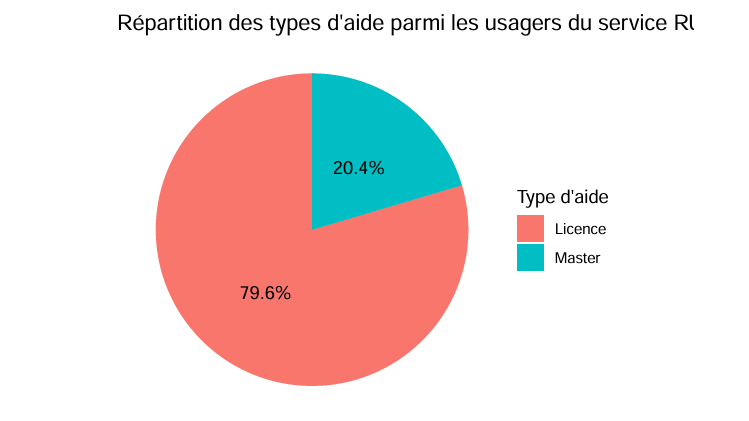 Répartition des types d'aide parmi les usagers du service
20.4%
79.6%
Type d'aide
Licence
Master